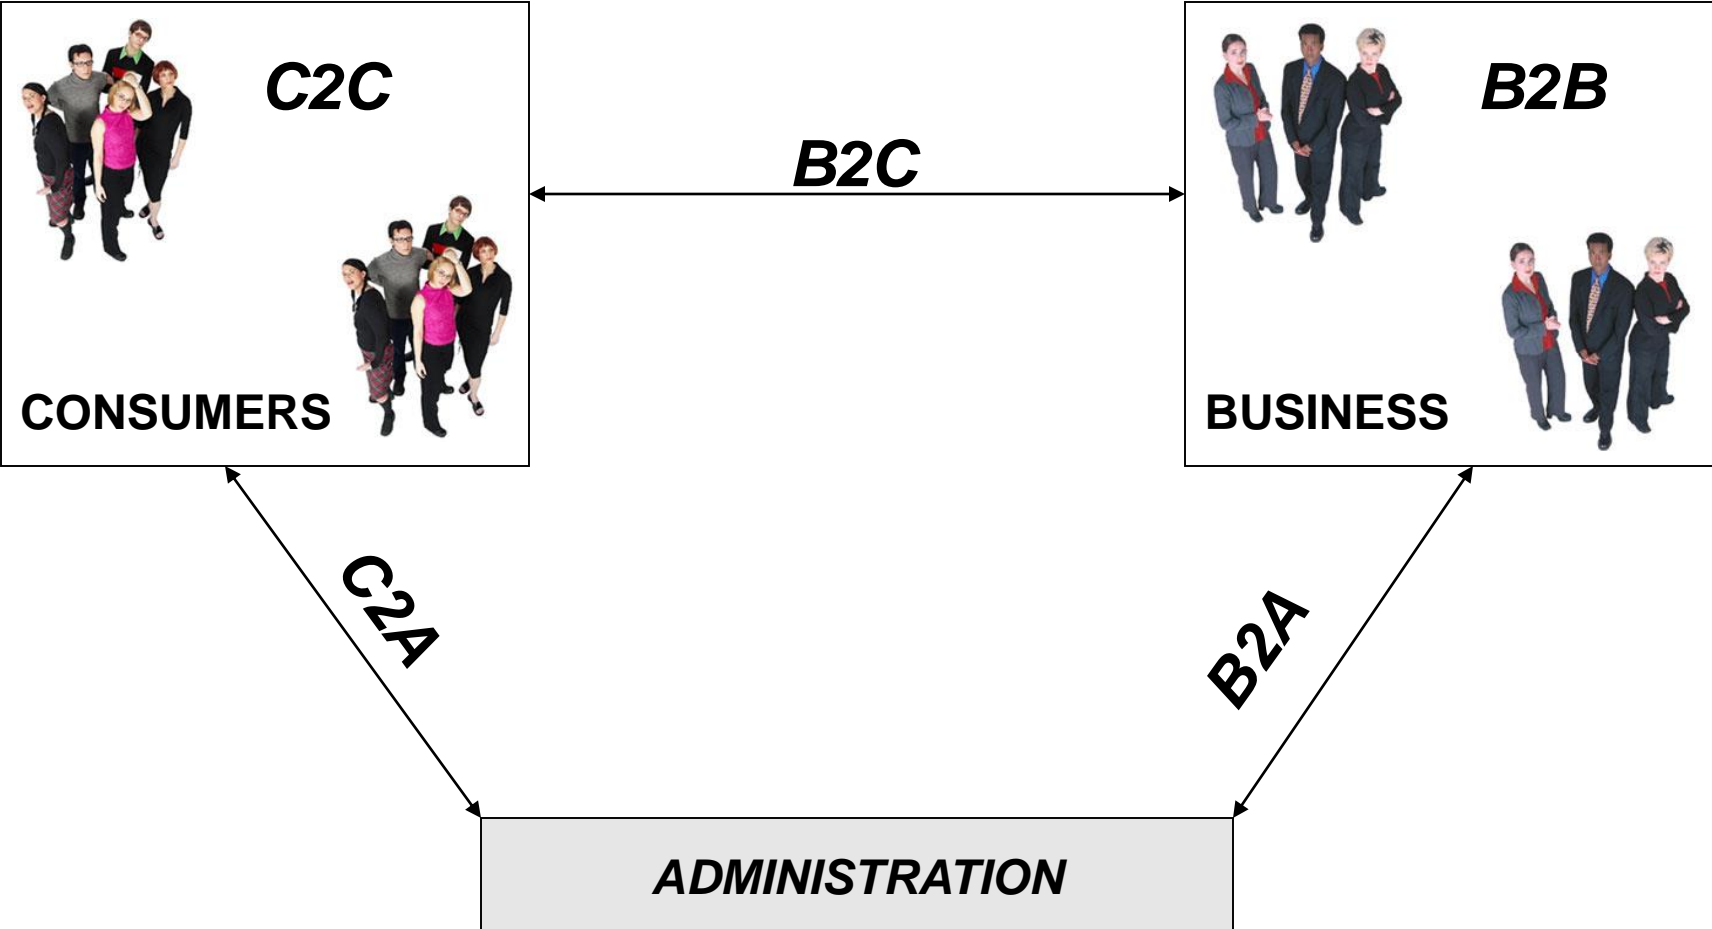 C2C
B2B
B2C
CONSUMERS
BUSINESS
C2A
B2A
ADMINISTRATION